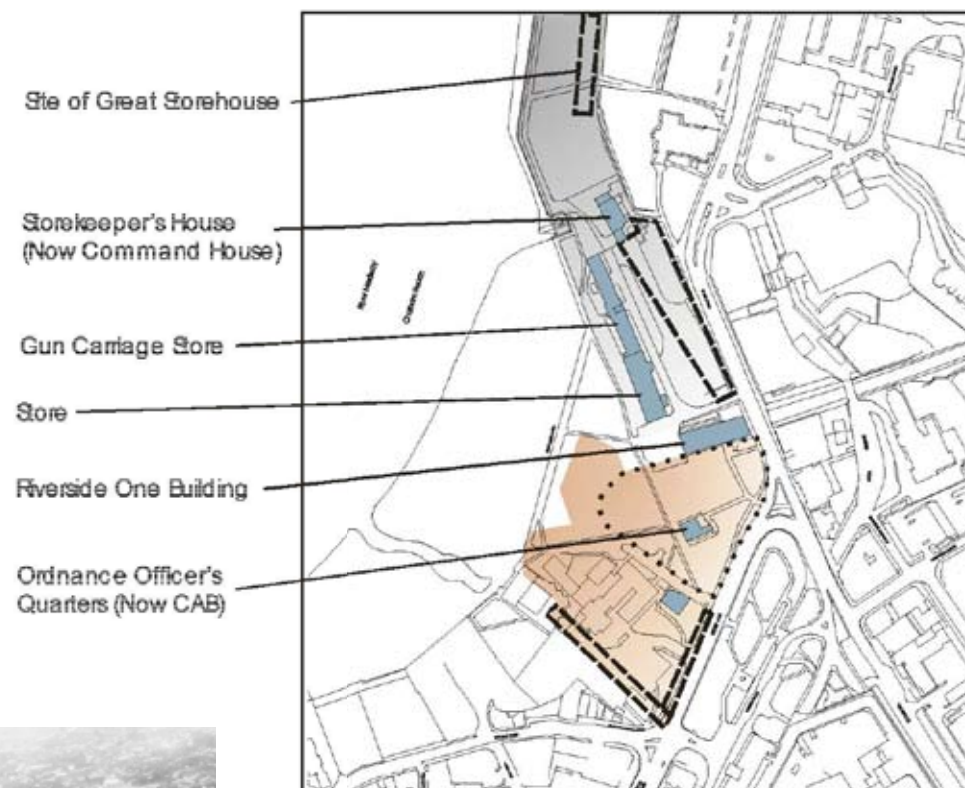 Site of Great Storehouse
Storekeeper's House
(Now Command House)
Gun Carriage Store
Store
Riverside One Building
Ordnance Officer's
Quarters (Now CAB)